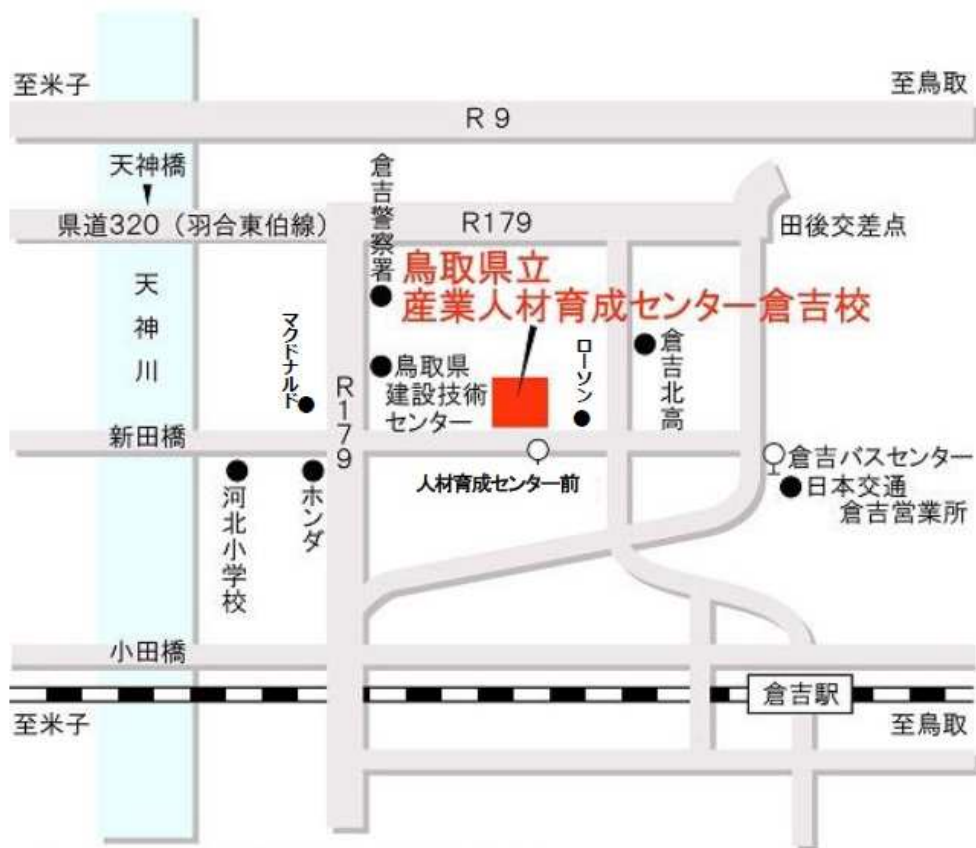 至米子
至鳥取
R 9
天神橋
県道320（羽合東伯線）
R179
田後交差点
倉吉警察署
鳥取県立
産業人材育成センター倉吉校
天神川
マクドナルド
鳥取県
建設技術
センター
ローソン
倉吉北高
R179
新田橋
人材育成センター前
倉吉バスセンター
日本交通
倉吉営業所
河北小学校
ホンダ
小田橋
倉吉駅
至米子
至鳥取